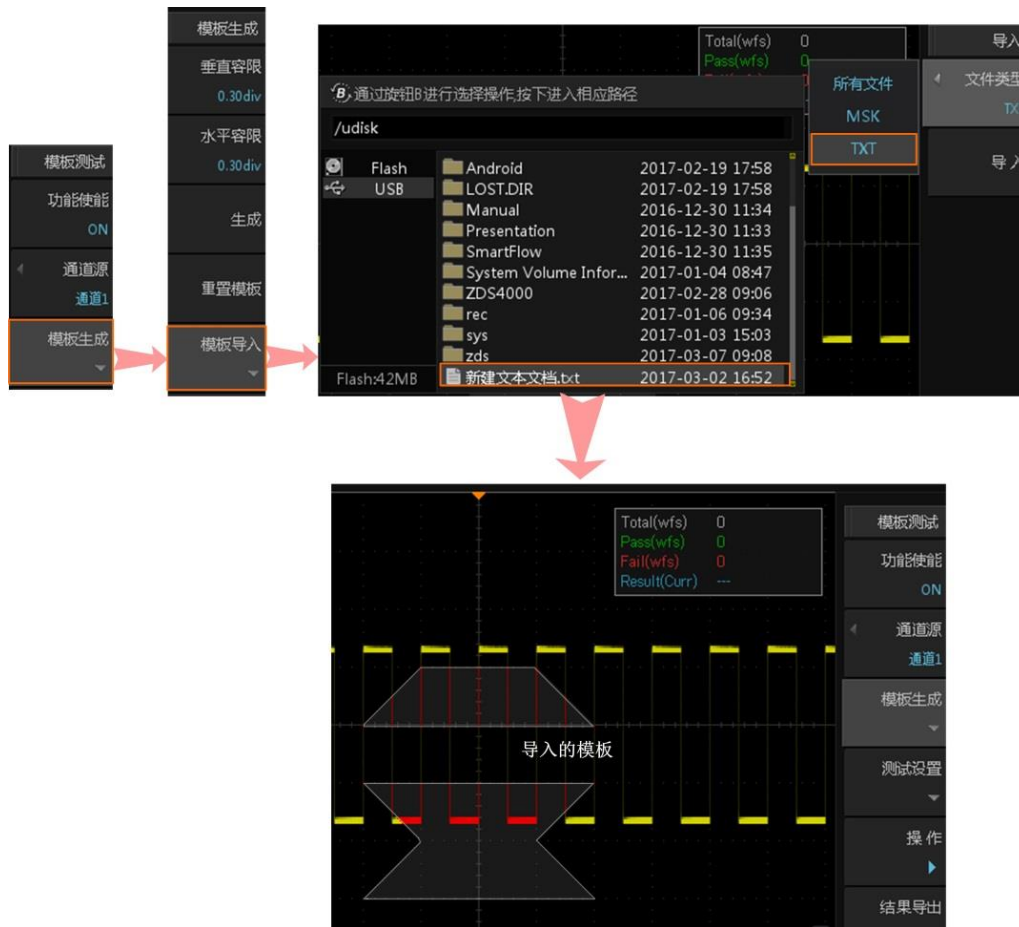 模板测试
功能使能
ON
通道源
通道1
模板生成
模板生成
垂直容限
0.30div
水平容限
0.30div
生成
重置模板
模板导入
Total(wfs) 0
Pass(wfs) 0
通过旋钮B进行选择操作,按下进入相应路径
/udisk
Flash
USB
Android 2017-02-19 17:58
LOST.DIR 2017-02-19 17:58
Manual 2016-12-30 11:34
Presentation 2016-12-30 11:33
SmartFlow 2016-12-30 11:35
System Volume Infor... 2017-01-04 08:47
ZDS4000 2017-02-28 09:06
rec 2017-01-06 09:34
sys 2017-01-03 15:03
zds 2017-03-07 09:08
新建文本文档.txt 2017-03-02 16:52
Flash:42MB
所有文件
MSK
TXT
导入
文件类型
TX
导入
Total(wfs) 0
Pass(wfs) 0
Fail(wfs) 0
Result(Curr) ---
导入的模板
模板测试
功能使能
ON
通道源
通道1
模板生成
测试设置
操作
结果导出